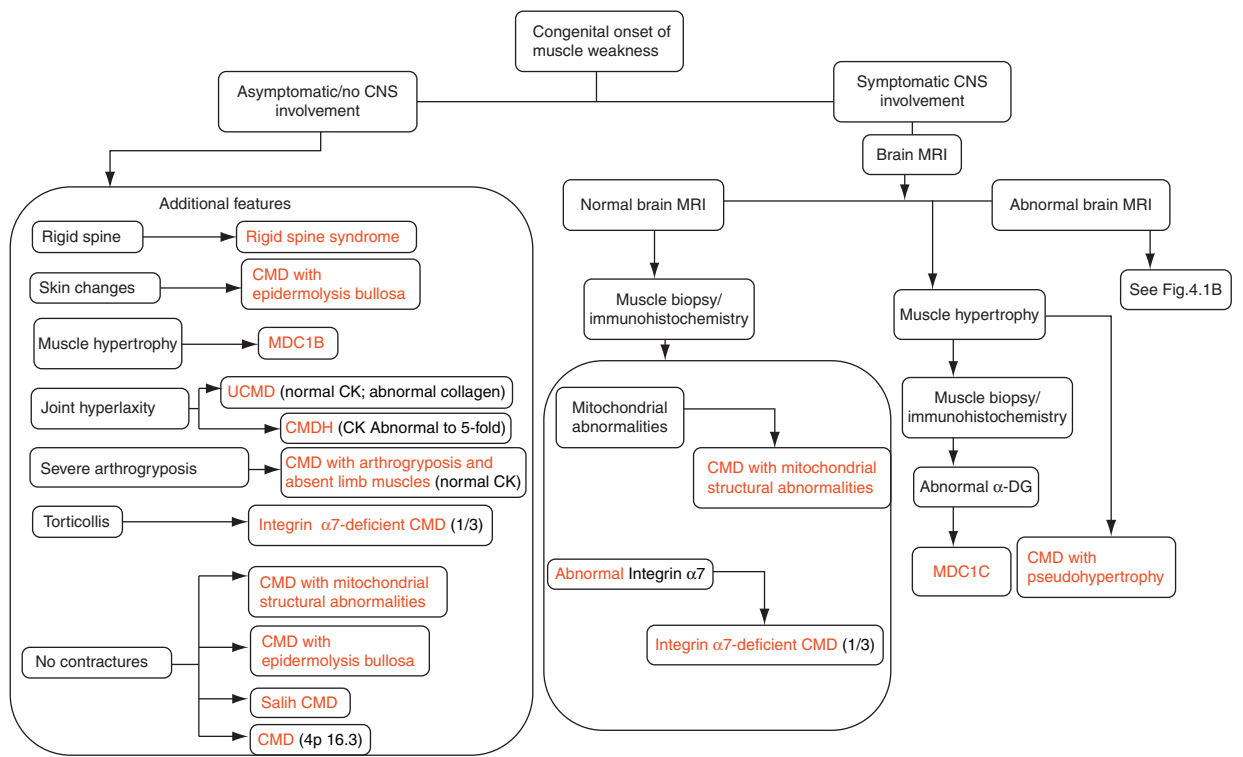 Congenital onset of
muscle weakness
Asymptomatic/no CNS
involvement
Symptomatic CNS
involvement
Brain MRI
Additional features
Rigid spine
Rigid spine syndrome
Skin changes
CMD with
epidermolysis bullosa
Muscle hypertrophy
MDC1B
Joint hyperlaxity
UCMD (normal CK; abnormal collagen)
CMDH (CK Abnormal to 5-fold)
Severe arthrogryposis
CMD with arthrogryposis and
absent limb muscles (normal CK)
Torticollis
Integrin α7-deficient CMD (1/3)
No contractures
CMD with mitochondrial
structural abnormalities
CMD with
epidermolysis bullosa
Salih CMD
CMD (4p 16.3)
Normal brain MRI
Muscle biopsy/
immunohistochemistry
Mitochondrial
abnormalities
CMD with mitochondrial
structural abnormalities
Abnormal Integrin α7
Integrin α7-deficient CMD (1/3)
Abnormal brain MRI
See Fig.4.1B
Muscle hypertrophy
Muscle biopsy/
immunohistochemistry
Abnormal α-DG
MDC1C
CMD with
pseudohypertrophy